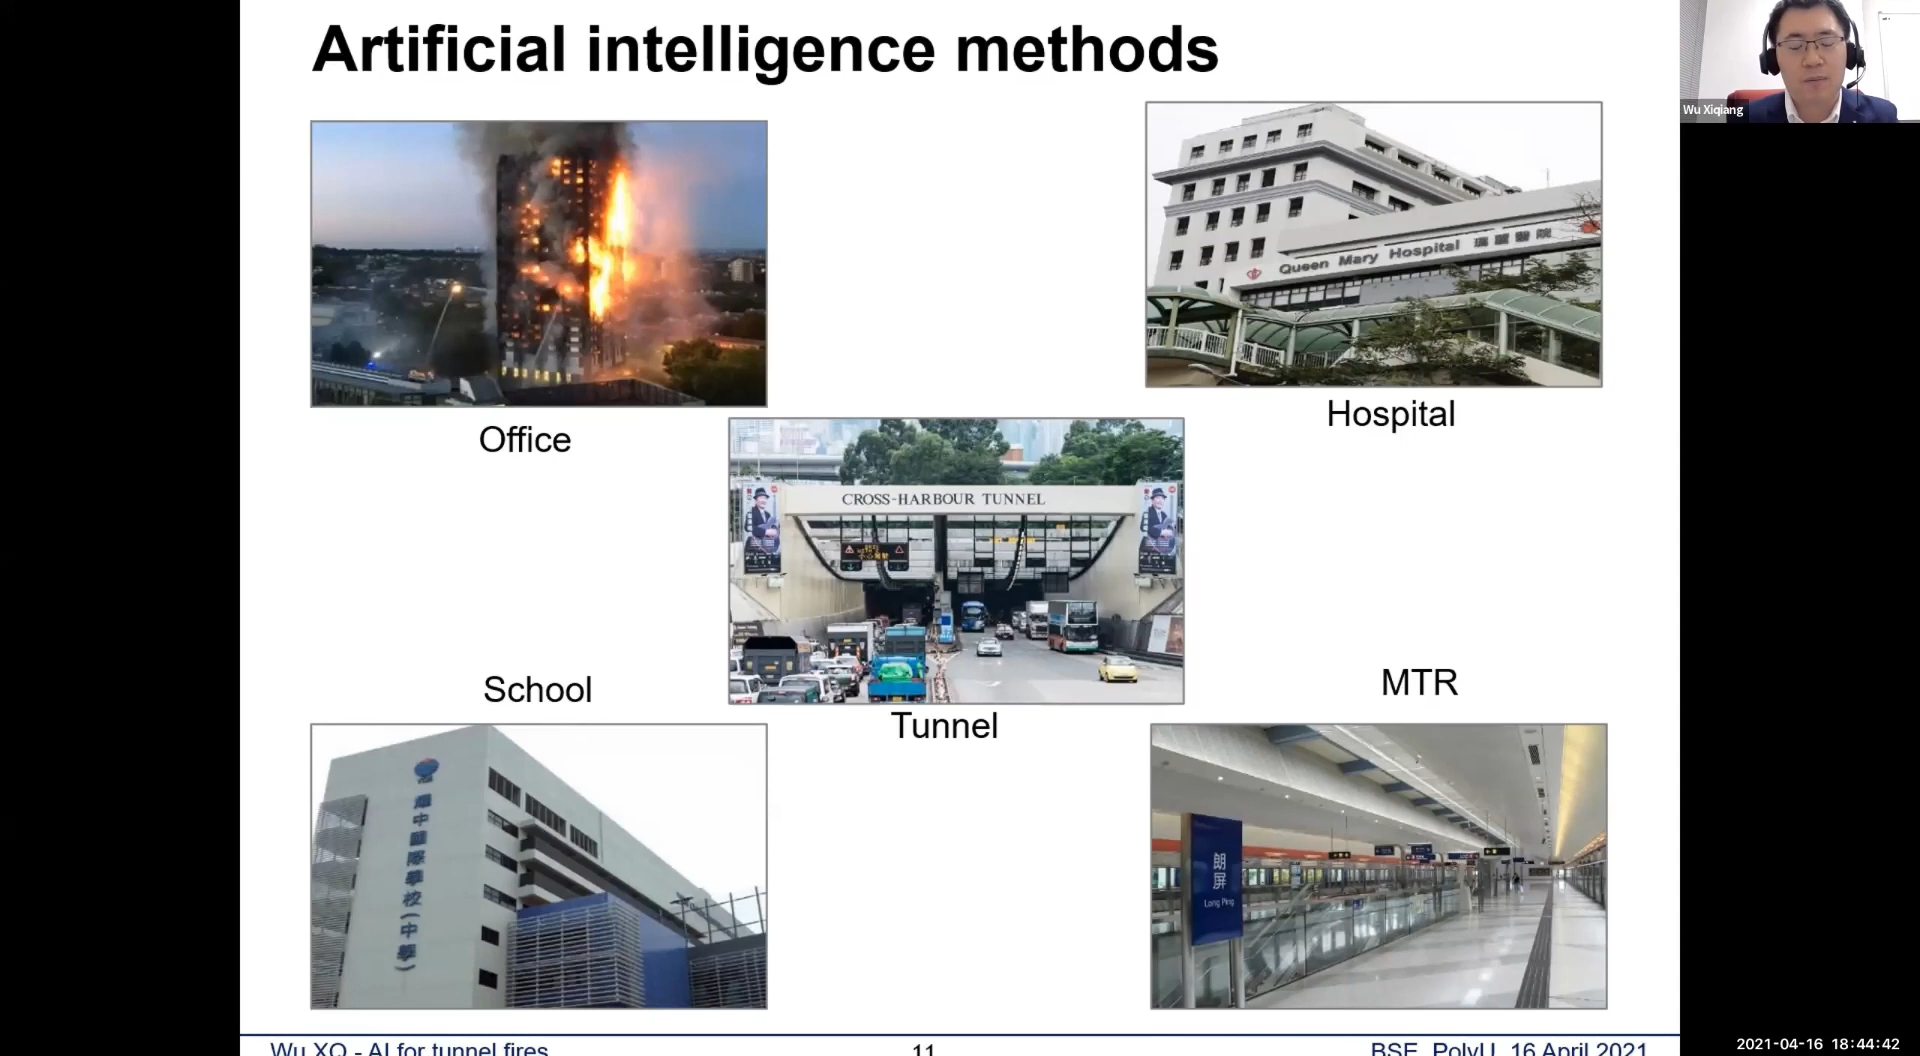 Artificial intelligence methods
Wu Xiqiang
Queen Mary Hospital 瑪麗醫院
Office
Hospital
CROSS-HARBOUR TUNNEL
School
MTR
Tunnel
國際學校(中學)
朗屏
Long Ping
Wu XQ - AI for tunnel fires
11
BSE, PolyU, 16 April 2021
2021-04-16 18:44:42